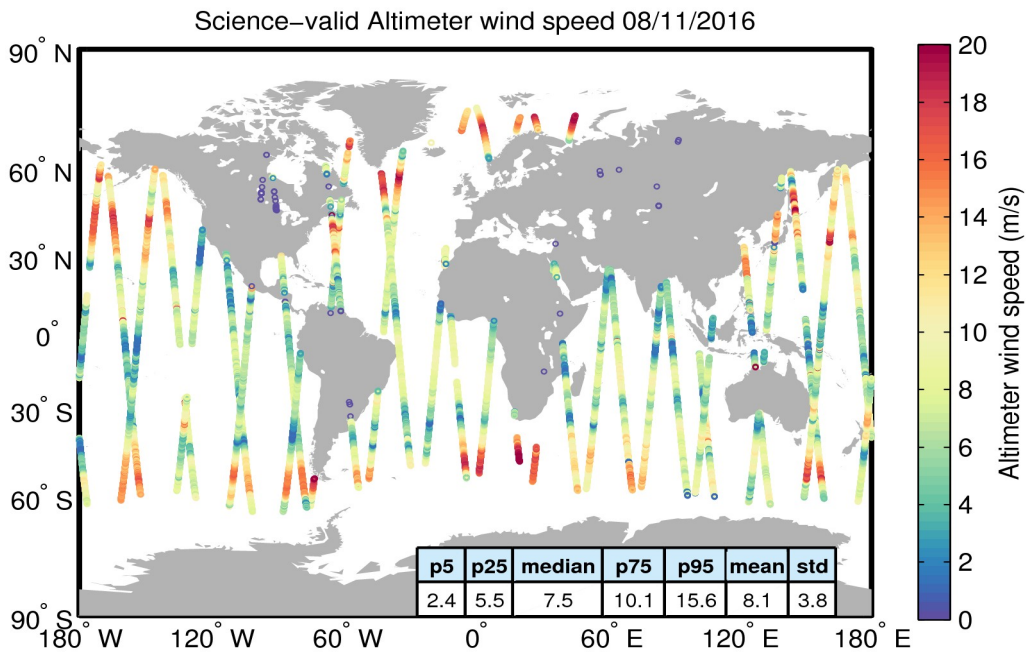 Science−valid Altimeter wind speed 08/11/2016
90° N
60° N
30° N
0°
30° S
60° S
90° S
180° W
120° W
60° W
0°
60° E
120° E
180° E
p5 p25 median p75 p95 mean std
2.4 5.5 7.5 10.1 15.6 8.1 3.8
20
18
16
14
12
10
8
6
4
2
0
Altimeter wind speed (m/s)